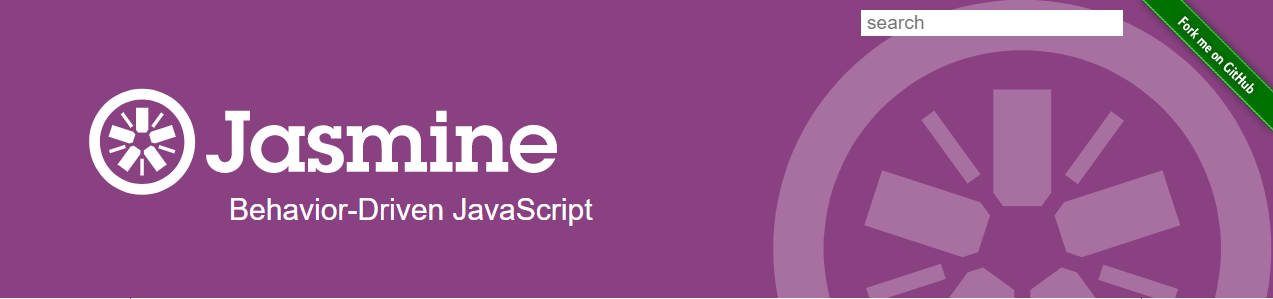 search
Fork me on GitHub
Jasmine
Behavior-Driven JavaScript